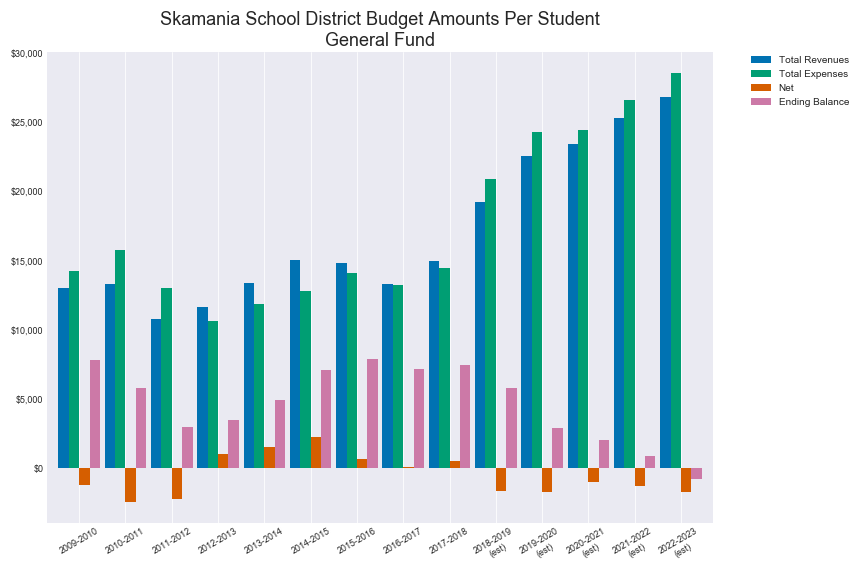 Skamania School District Budget Amounts Per Student
General Fund
Total Revenues
Total Expenses
Net
Ending Balance
$30,000
$25,000
$20,000
$15,000
$10,000
$5,000
$0
2009-2010
2010-2011
2011-2012
2012-2013
2013-2014
2014-2015
2015-2016
2016-2017
2017-2018
2018-2019
(est)
2019-2020
(est)
2020-2021
(est)
2021-2022
(est)
2022-2023
(est)